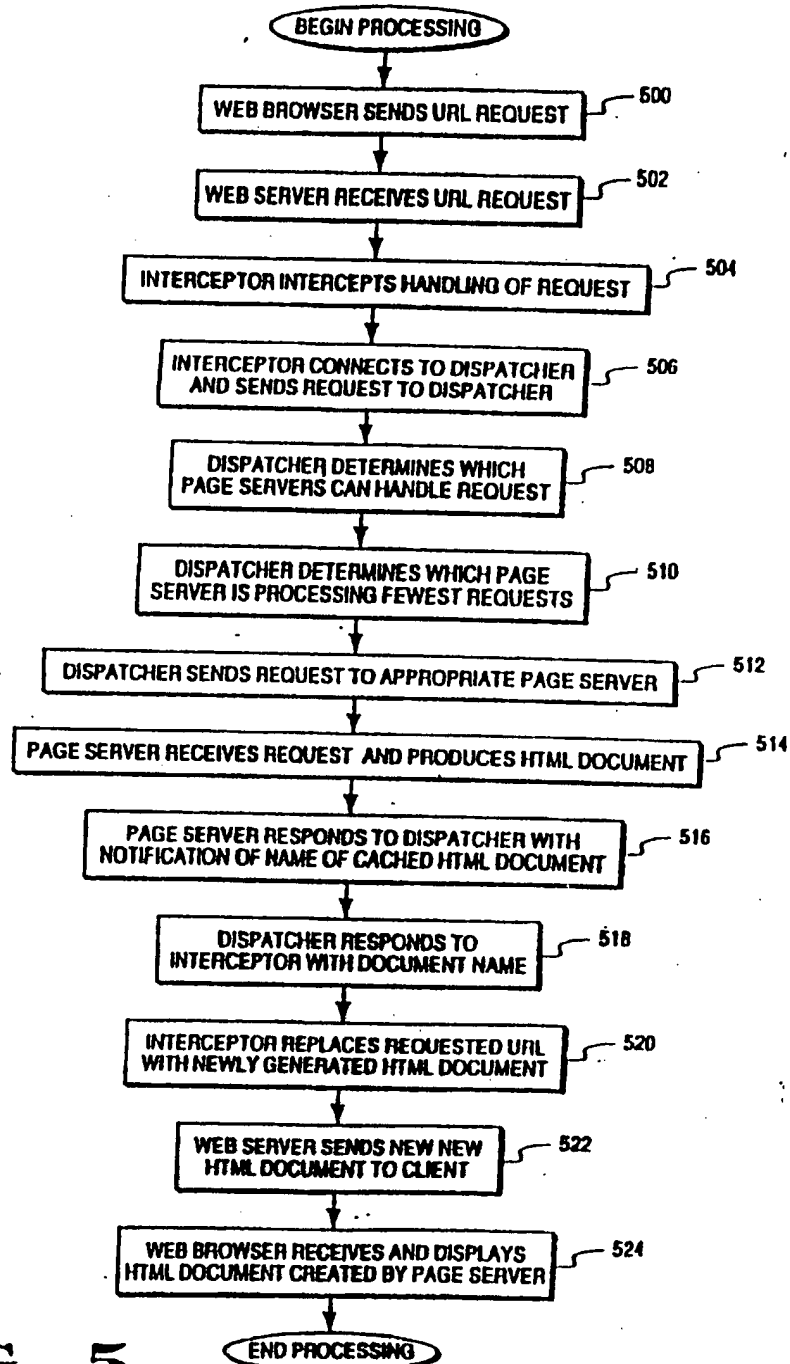 BEGIN PROCESSING
WEB BROWSER SENDS URL REQUEST
500
WEB SERVER RECEIVES URL REQUEST
502
INTERCEPTOR INTERCEPTS HANDLING OF REQUEST
504
INTERCEPTOR CONNECTS TO DISPATCHER
AND SENDS REQUEST TO DISPATCHER
506
DISPATCHER DETERMINES WHICH
PAGE SERVERS CAN HANDLE REQUEST
508
DISPATCHER DETERMINES WHICH PAGE
SERVER IS PROCESSING FEWEST REQUESTS
510
DISPATCHER SENDS REQUEST TO APPROPRIATE PAGE SERVER
512
PAGE SERVER RECEIVES REQUEST AND PRODUCES HTML DOCUMENT
514
PAGE SERVER RESPONDS TO DISPATCHER WITH
NOTIFICATION OF NAME OF CACHED HTML DOCUMENT
516
DISPATCHER RESPONDS TO
INTERCEPTOR WITH DOCUMENT NAME
518
INTERCEPTOR REPLACES REQUESTED URL
WITH NEWLY GENERATED HTML DOCUMENT
520
WEB SERVER SENDS NEW NEW
HTML DOCUMENT TO CLIENT
522
WEB BROWSER RECEIVES AND DISPLAYS
HTML DOCUMENT CREATED BY PAGE SERVER
524
END PROCESSING